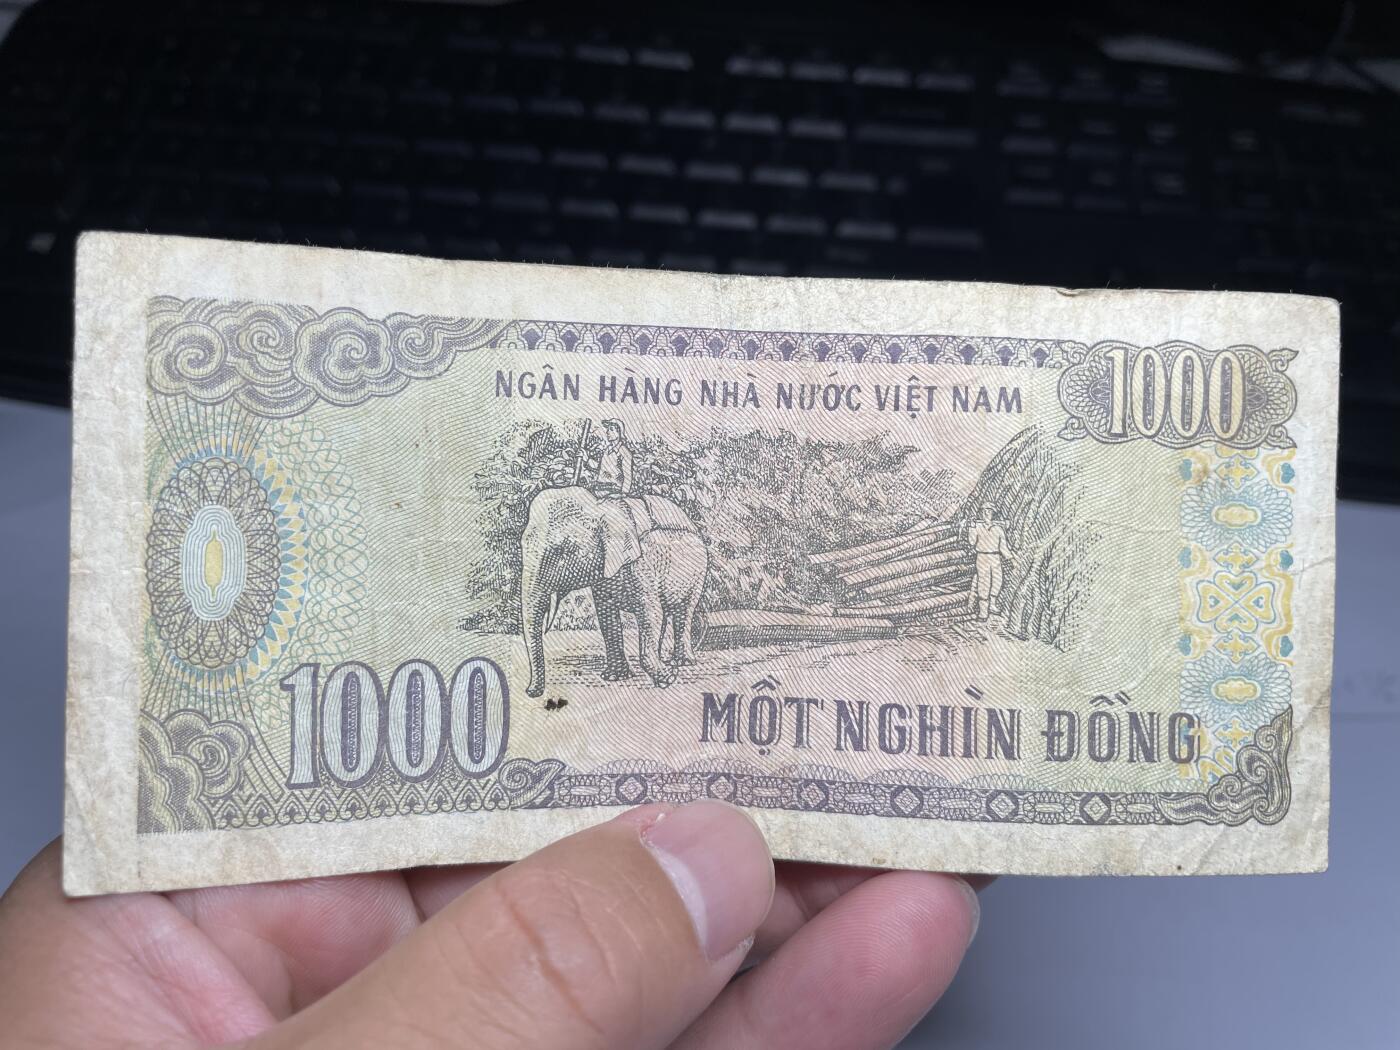 NGÂN HÀNG NHÀ NƯỚC VIỆT NAM
1000
1000
MỘT NGHÌN ĐỒNG